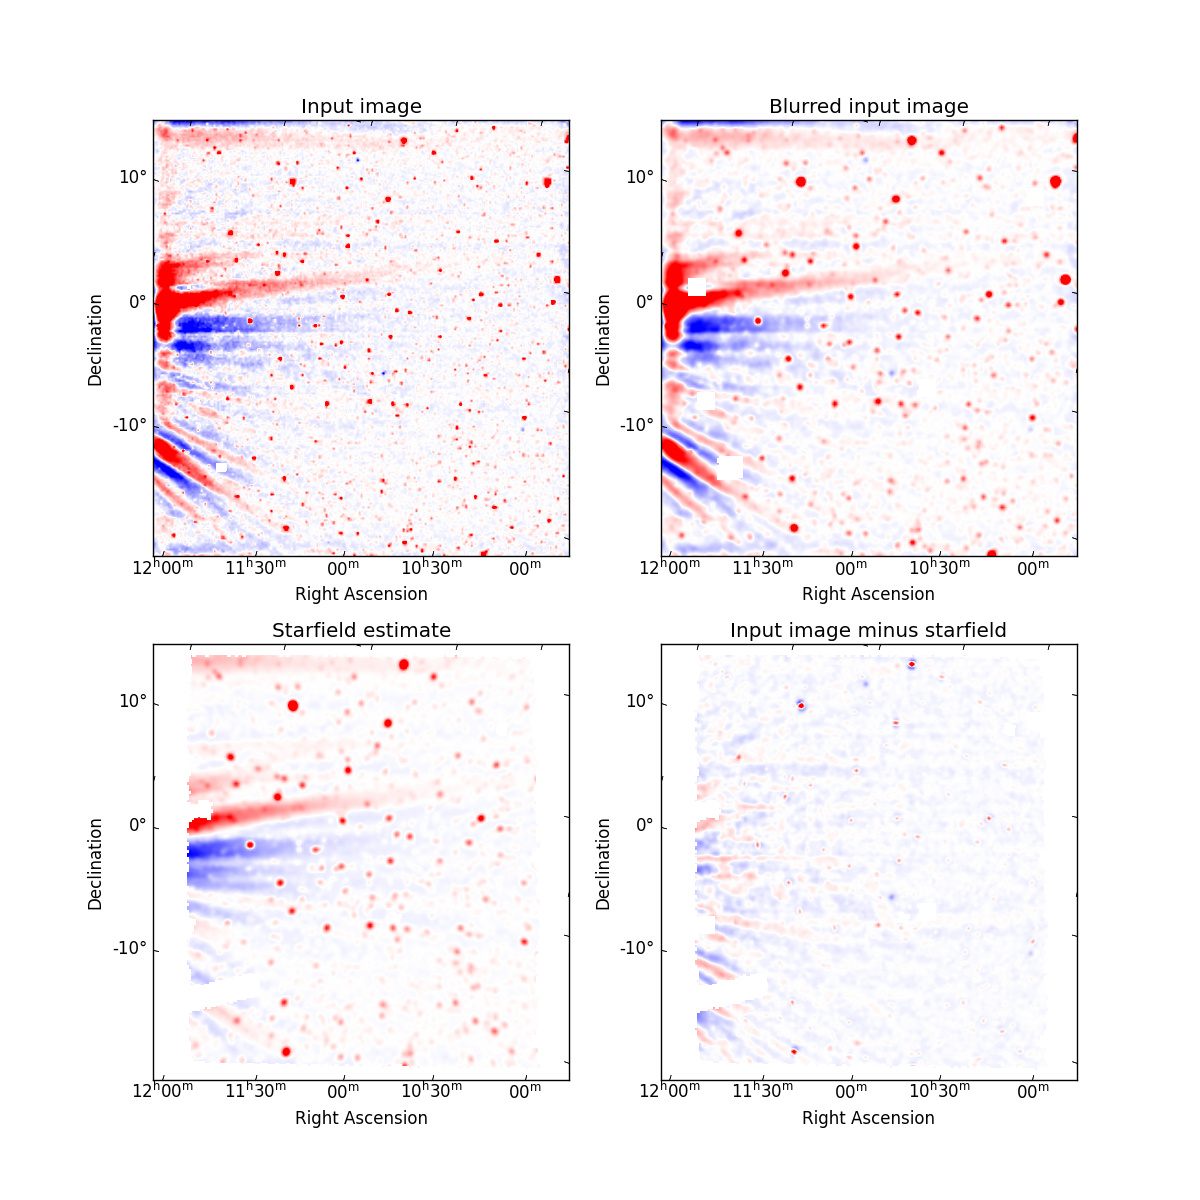 Input image
Blurred input image
Declination
10°
0°
-10°
12h00m 11h30m 00m 10h30m 00m
Right Ascension
Declination
10°
0°
-10°
12h00m 11h30m 00m 10h30m 00m
Right Ascension
Starfield estimate
Input image minus starfield
Declination
10°
0°
-10°
12h00m 11h30m 00m 10h30m 00m
Right Ascension
Declination
10°
0°
-10°
12h00m 11h30m 00m 10h30m 00m
Right Ascension